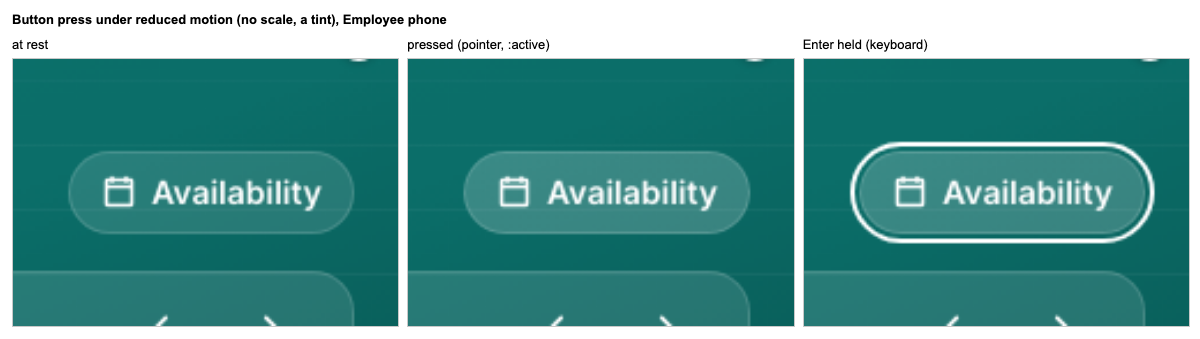 Button press under reduced motion (no scale, a tint), Employee phone
at rest
pressed (pointer, :active)
Enter held (keyboard)
Availability
Availability
Availability